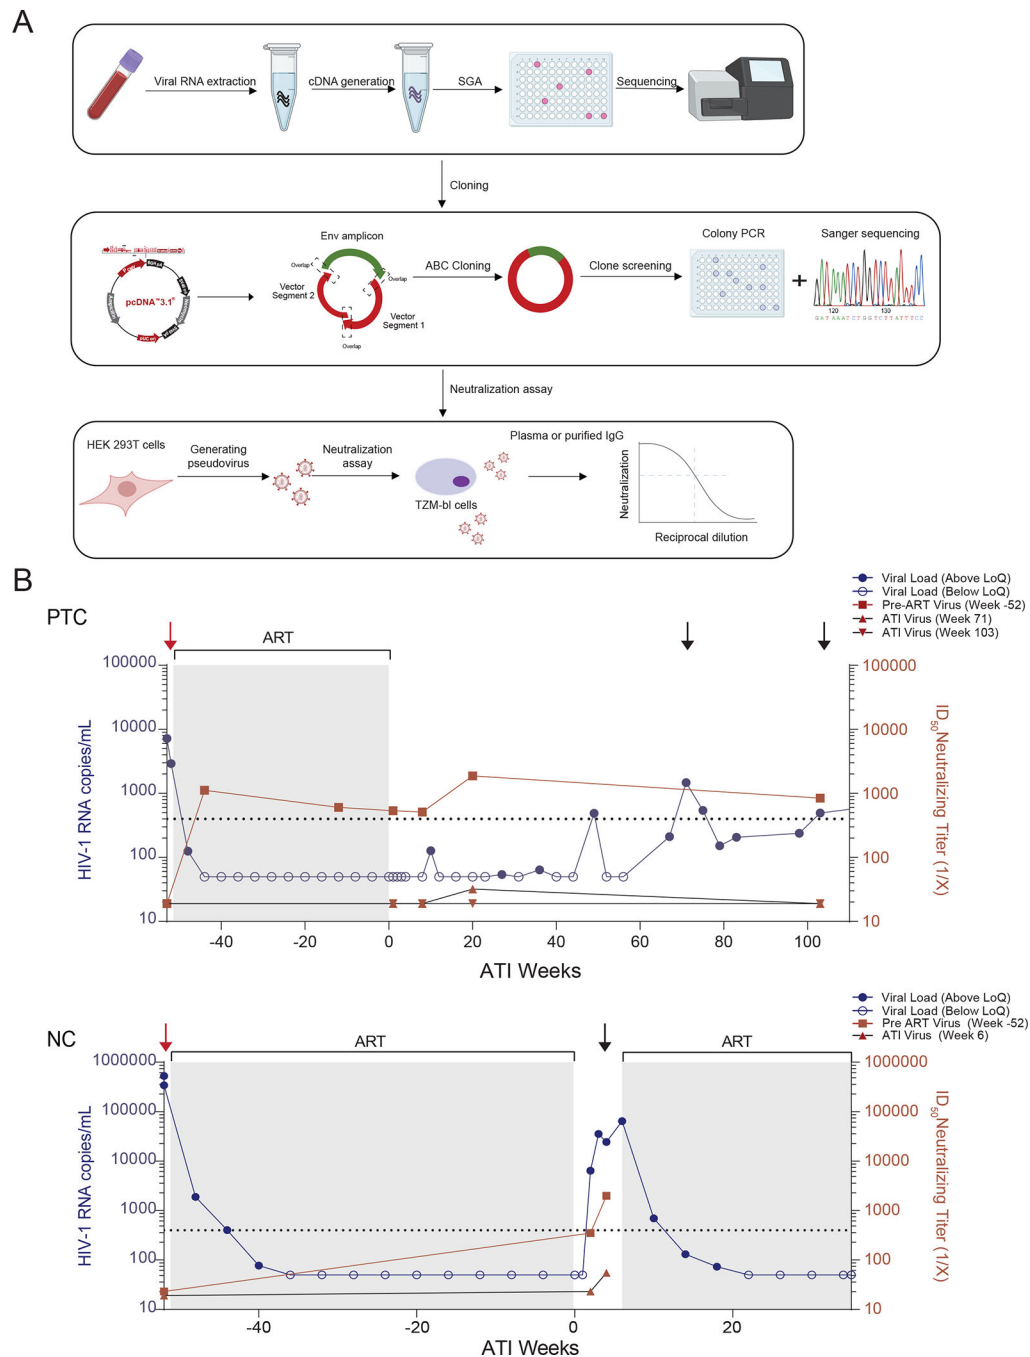 A
Viral RNA extraction
cDNA generation
SGA
Sequencing
Cloning
pcDNA™3.1
pUC ori
Env amplicon
Overlap
Overlap
Vector
Segment 2
Vector
Segment 1
Overlap
ABC Cloning
Clone screening
Colony PCR
+
Sanger sequencing
120
130
GATAAATCTGGTCTTATTTCC
Neutralization assay
HEK 293T cells
Generating
pseudovirus
Neutralization
assay
TZM-bl cells
Plasma or purified IgG
Neutralization
Reciprocal dilution
B
PTC
Viral Load (Above LoQ)
Viral Load (Below LoQ)
Pre-ART Virus (Week -52)
ATI Virus (Week 71)
ATI Virus (Week 103)
ART
HIV-1 RNA copies/mL
100000
10000
1000
100
10
100000
10000
1000
100
10
ID50Neutralizing Titer (1/X)
-40 -20 0 20 40 60 80 100
ATI Weeks
NC
Viral Load (Above LoQ)
Viral Load (Below LoQ)
Pre ART Virus (Week -52)
ATI Virus (Week 6)
ART
ART
HIV-1 RNA copies/mL
1000000
100000
10000
1000
100
10
1000000
100000
10000
1000
100
10
ID50Neutralizing Titer (1/X)
-40 -20 0 20
ATI Weeks